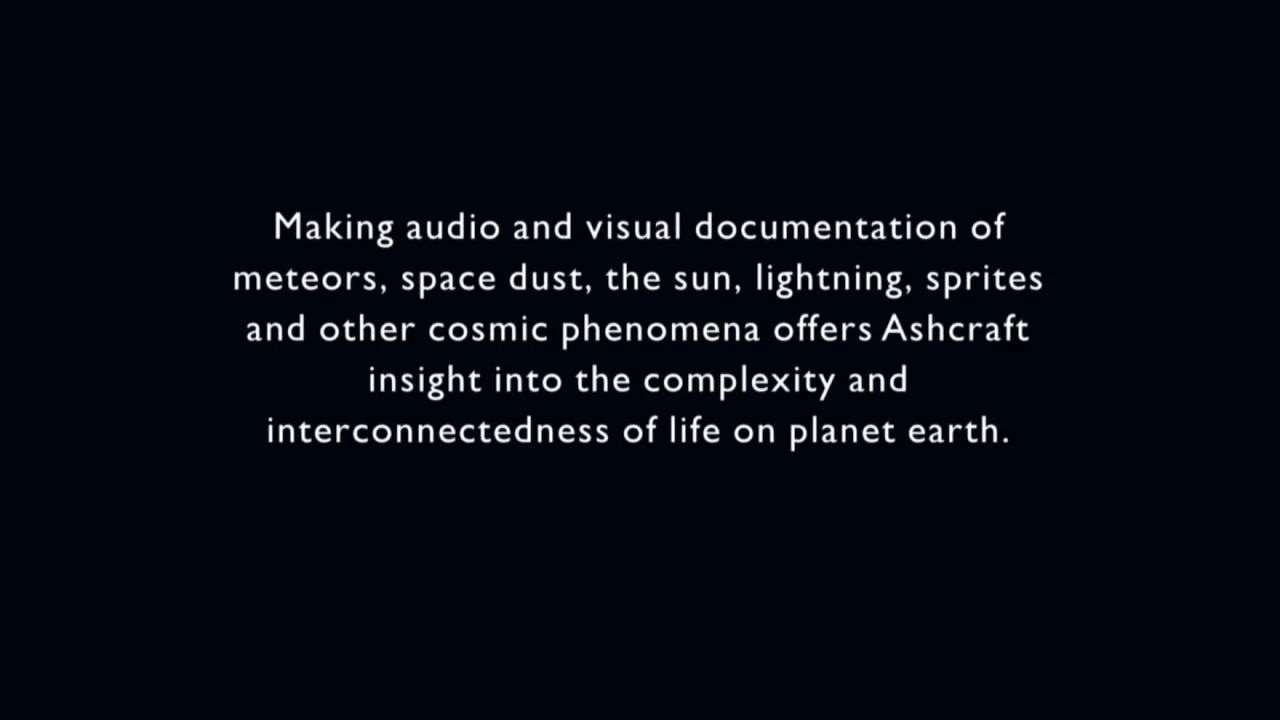 Making audio and visual documentation of
meteors, space dust, the sun, lightning, sprites
and other cosmic phenomena offers Ashcraft
insight into the complexity and
interconnectedness of life on planet earth.